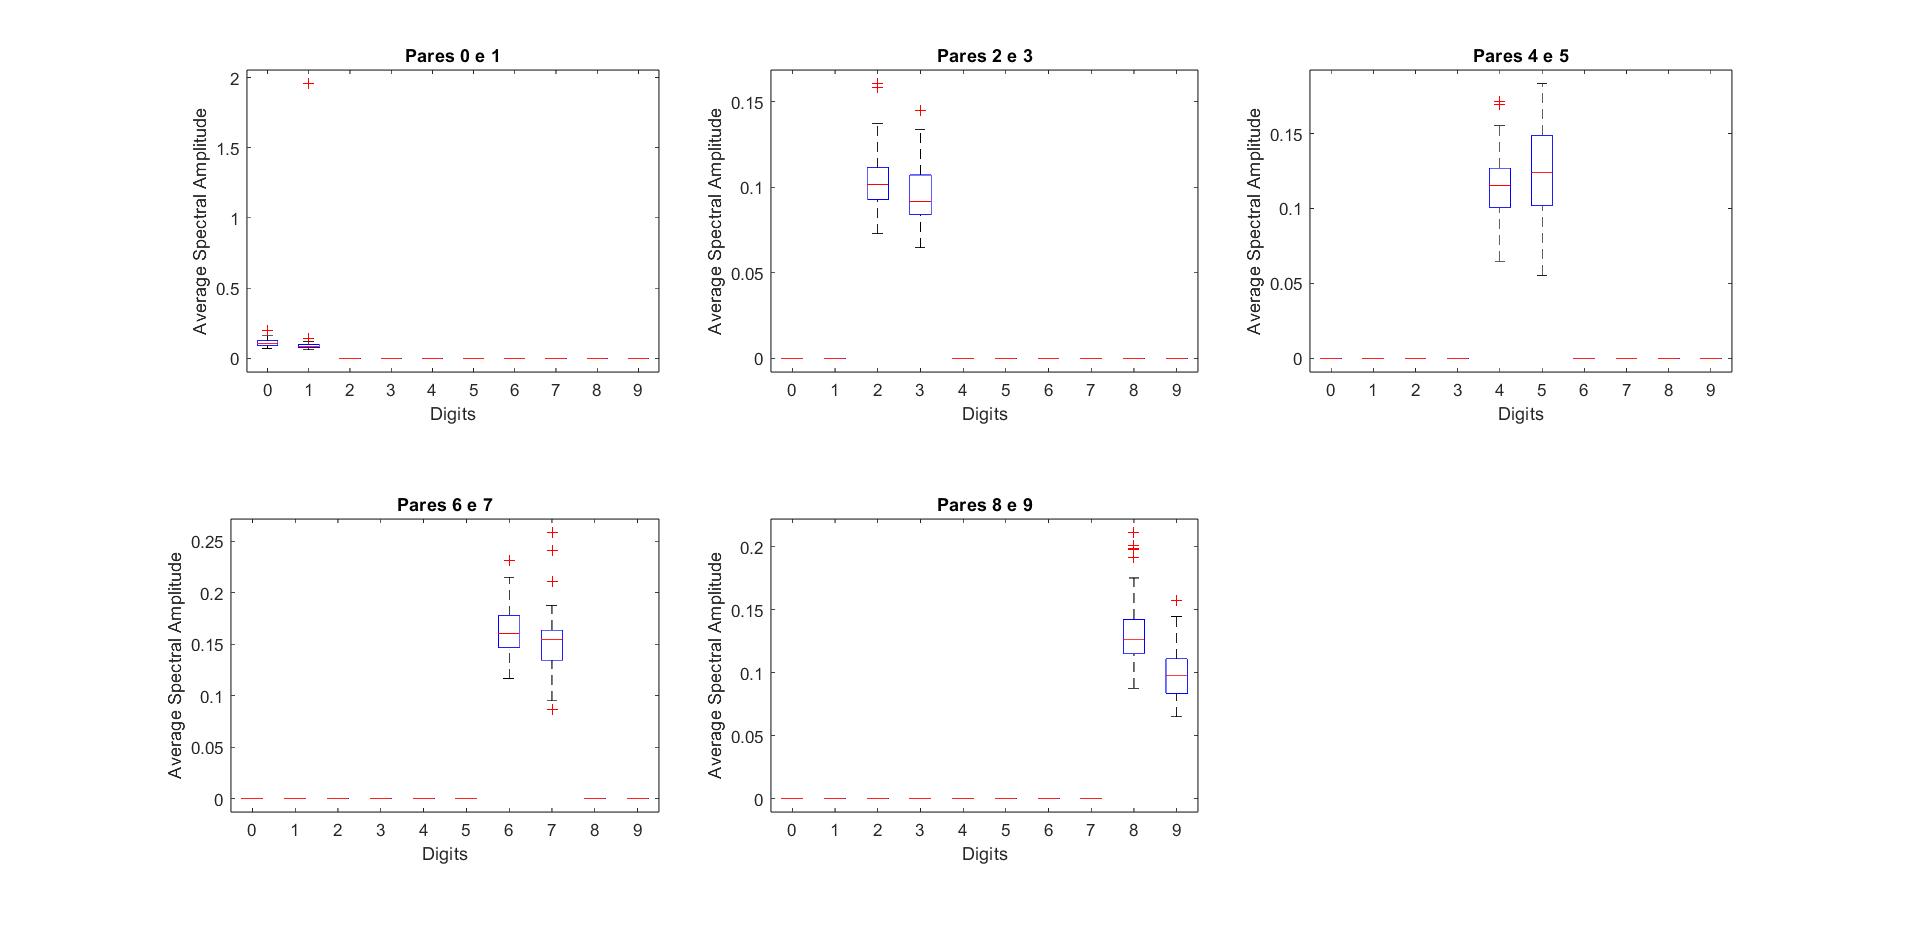 Pares 0 e 1
Average Spectral Amplitude
2
1.5
1
0.5
0
0 1 2 3 4 5 6 7 8 9
Digits
Pares 2 e 3
Average Spectral Amplitude
0.15
0.1
0.05
0
0 1 2 3 4 5 6 7 8 9
Digits
Pares 4 e 5
Average Spectral Amplitude
0.15
0.1
0.05
0
0 1 2 3 4 5 6 7 8 9
Digits
Pares 6 e 7
Average Spectral Amplitude
0.25
0.2
0.15
0.1
0.05
0
0 1 2 3 4 5 6 7 8 9
Digits
Pares 8 e 9
Average Spectral Amplitude
0.2
0.15
0.1
0.05
0
0 1 2 3 4 5 6 7 8 9
Digits